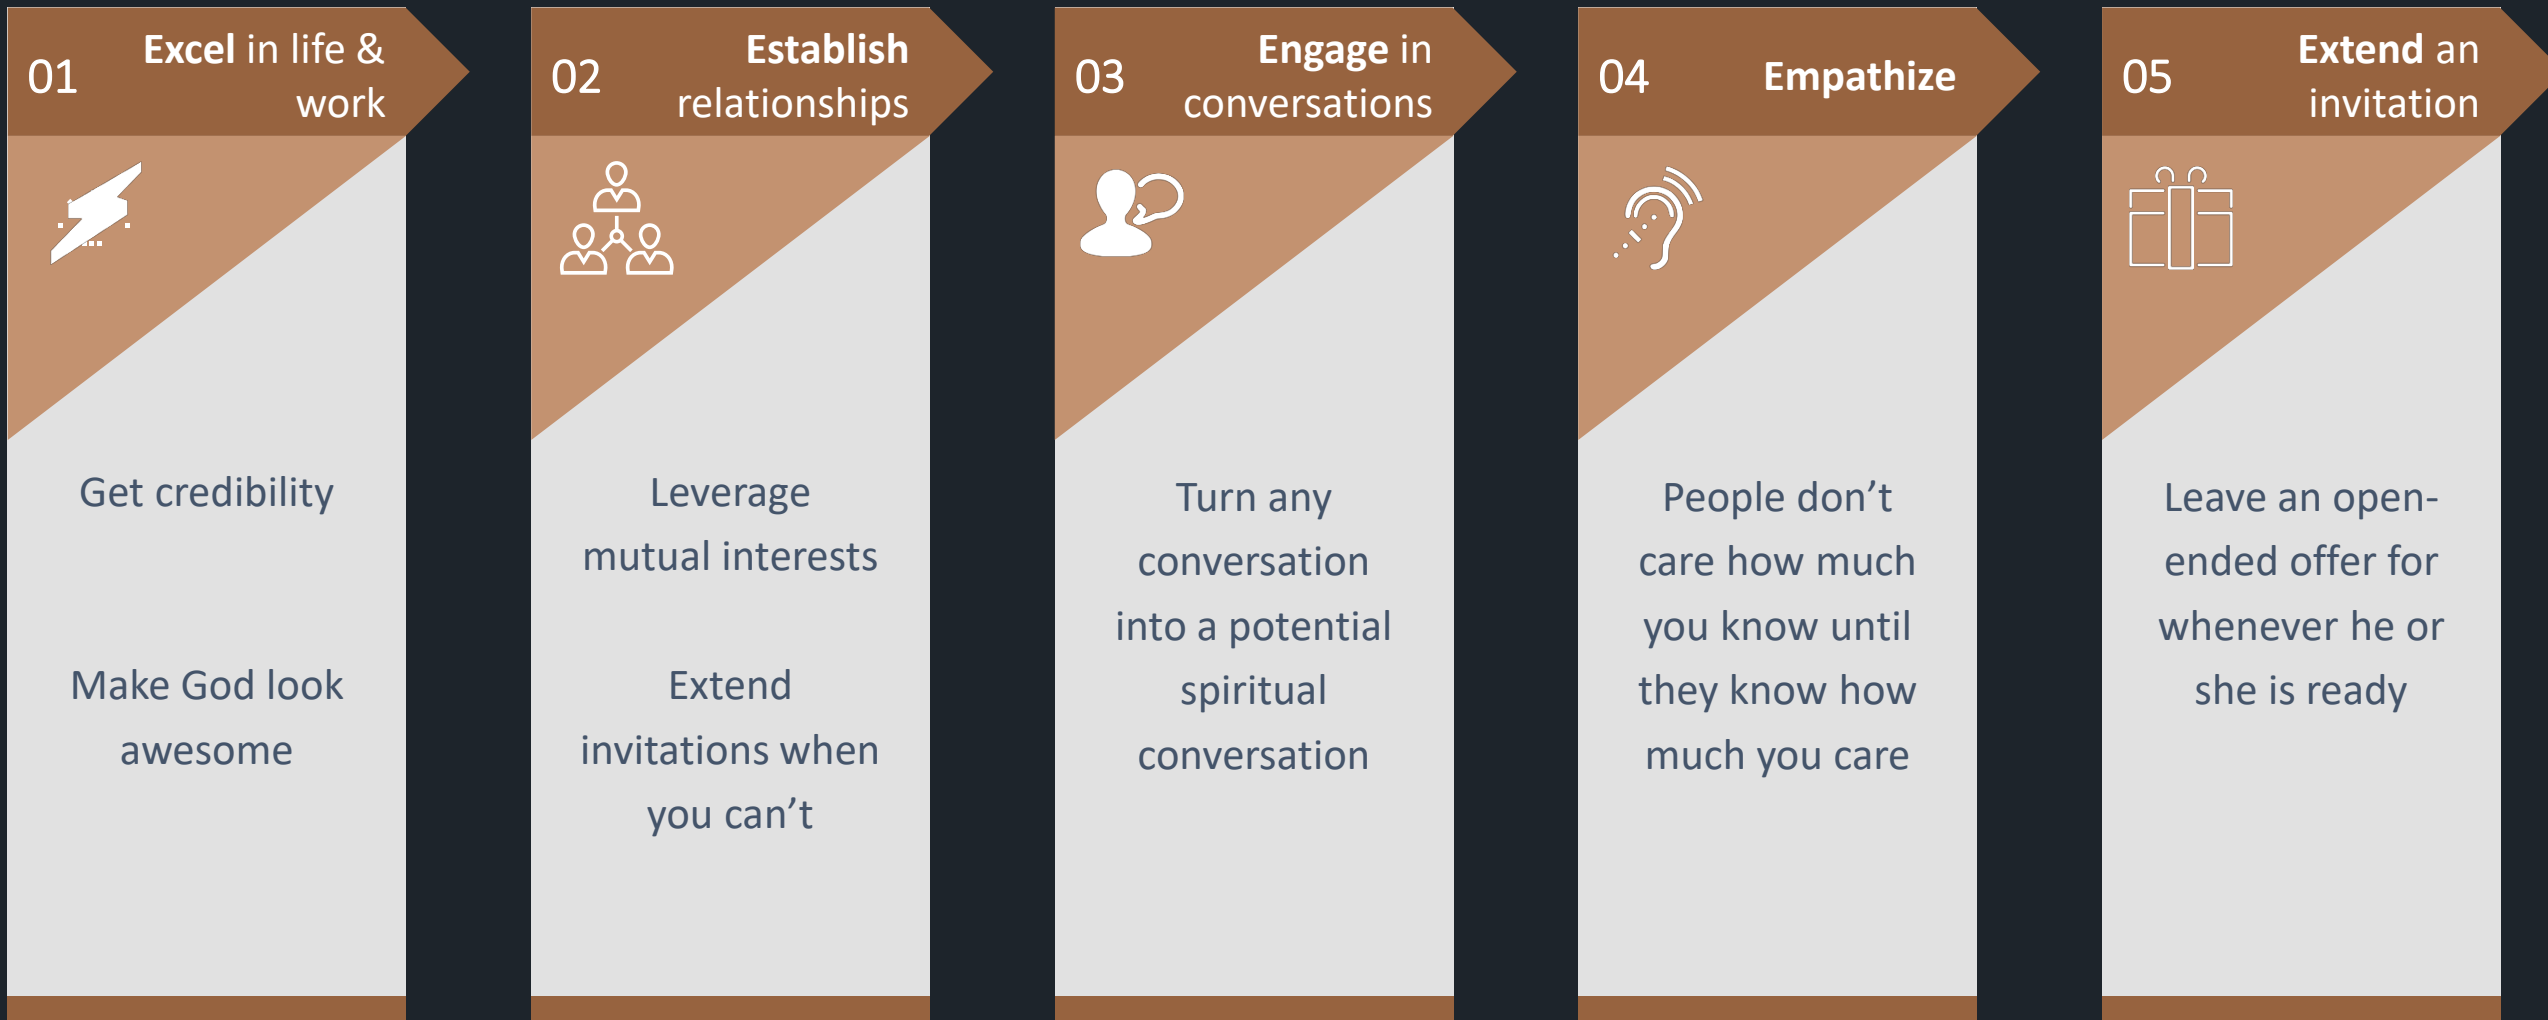 01
Excel in life &
work
Get credibility
Make God look
awesome
02
Establish
relationships
Leverage
mutual interests
Extend
invitations when
you can’t
03
Engage in
conversations
Turn any
conversation
into a potential
spiritual
conversation
04
Empathize
People don’t
care how much
you know until
they know how
much you care
05
Extend an
invitation
Leave an open-
ended offer for
whenever he or
she is ready